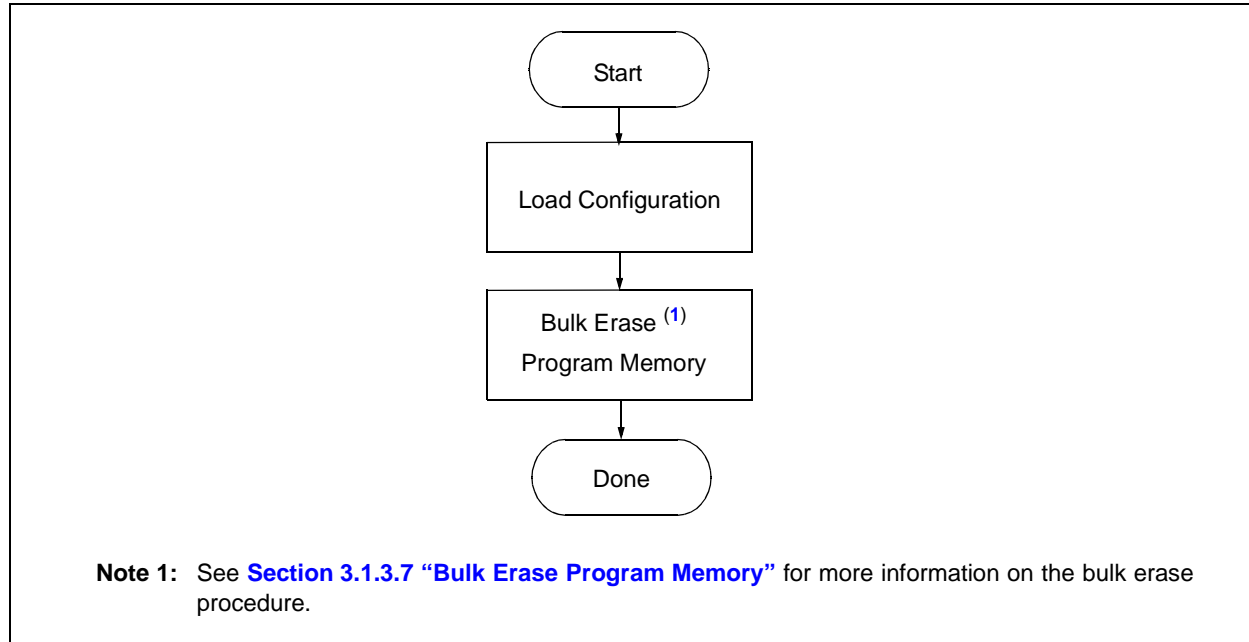 Start
Load Configuration
Bulk Erase (1)
Program Memory
Done
Note 1: See Section 3.1.3.7 “Bulk Erase Program Memory” for more information on the bulk erase
procedure.